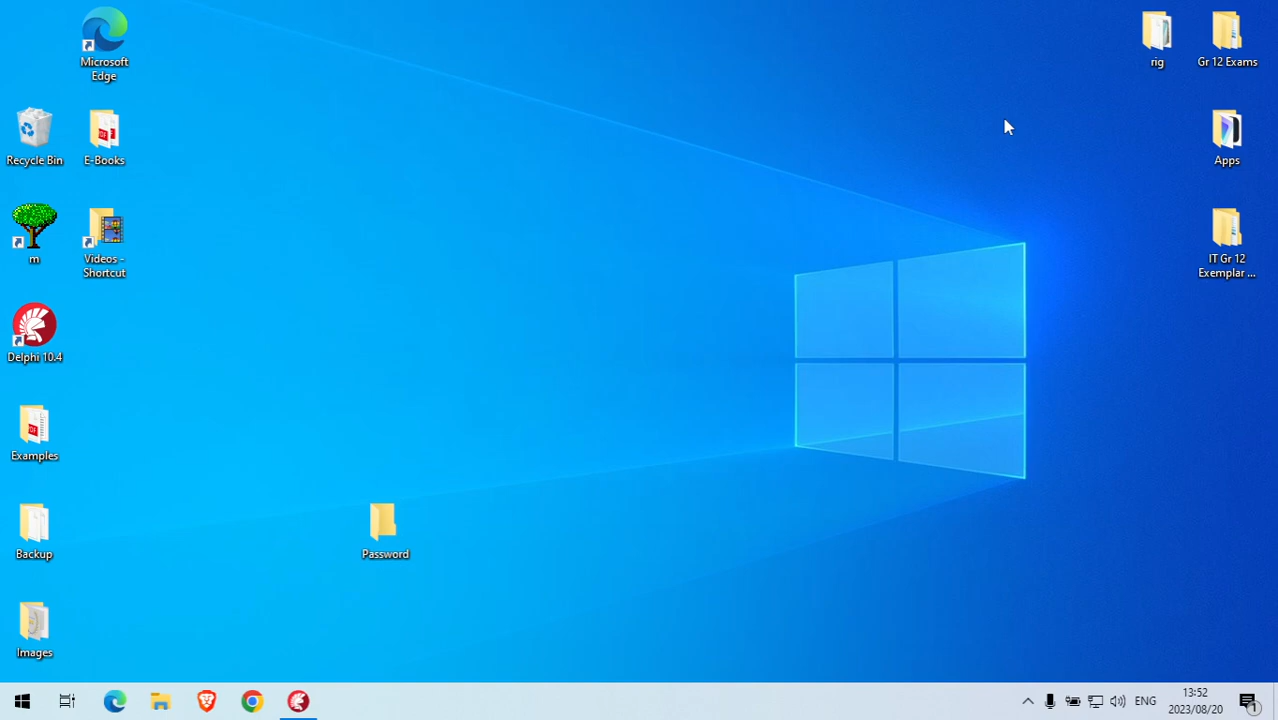 Microsoft
Edge
rig
Gr 12 Exams
Recycle Bin
E-Books
Apps
m
Videos -
Shortcut
IT Gr 12
Exemplar ...
Delphi 10.4
Examples
Backup
Password
Images
ENG
13:52
2023/08/20
1